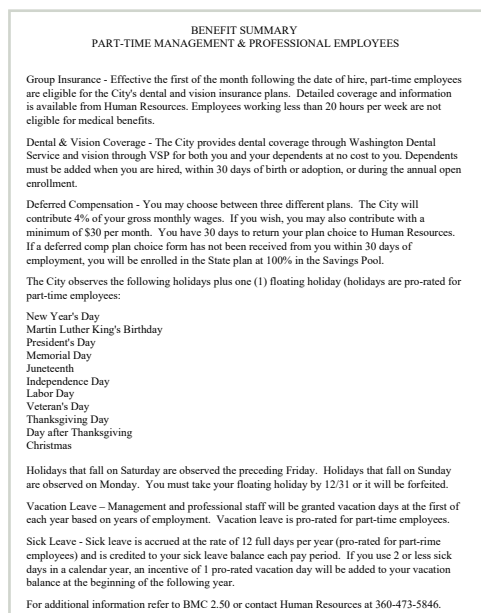 BENEFIT SUMMARY
PART-TIME MANAGEMENT & PROFESSIONAL EMPLOYEES
Group Insurance - Effective the first of the month following the date of hire, part-time employees
are eligible for the City's dental and vision insurance plans. Detailed coverage and information
is available from Human Resources. Employees working less than 20 hours per week are not
eligible for medical benefits.
Dental & Vision Coverage - The City provides dental coverage through Washington Dental
Service and vision through VSP for both you and your dependents at no cost to you. Dependents
must be added when you are hired, within 30 days of birth or adoption, or during the annual open
enrollment.
Deferred Compensation - You may choose between three different plans. The City will
contribute 4% of your gross monthly wages. If you wish, you may also contribute with a
minimum of $30 per month. You have 30 days to return your plan choice to Human Resources.
If a deferred comp plan choice form has not been received from you within 30 days of
employment, you will be enrolled in the State plan at 100% in the Savings Pool.
The City observes the following holidays plus one (1) floating holiday (holidays are pro-rated for
part-time employees:
New Year's Day
Martin Luther King's Birthday
President's Day
Memorial Day
Juneteenth
Independence Day
Labor Day
Veteran's Day
Thanksgiving Day
Day after Thanksgiving
Christmas
Holidays that fall on Saturday are observed the preceding Friday. Holidays that fall on Sunday
are observed on Monday. You must take your floating holiday by 12/31 or it will be forfeited.
Vacation Leave – Management and professional staff will be granted vacation days at the first of
each year based on years of employment. Vacation leave is pro-rated for part-time employees.
Sick Leave - Sick leave is accrued at the rate of 12 full days per year (pro-rated for part-rime
employees) and is credited to your sick leave balance each pay period. If you use 2 or less sick
days in a calendar year, an incentive of 1 pro-rated vacation day will be added to your vacation
balance at the beginning of the following year.
For additional information refer to BMC 2.50 or contact Human Resources at 360-473-5846.